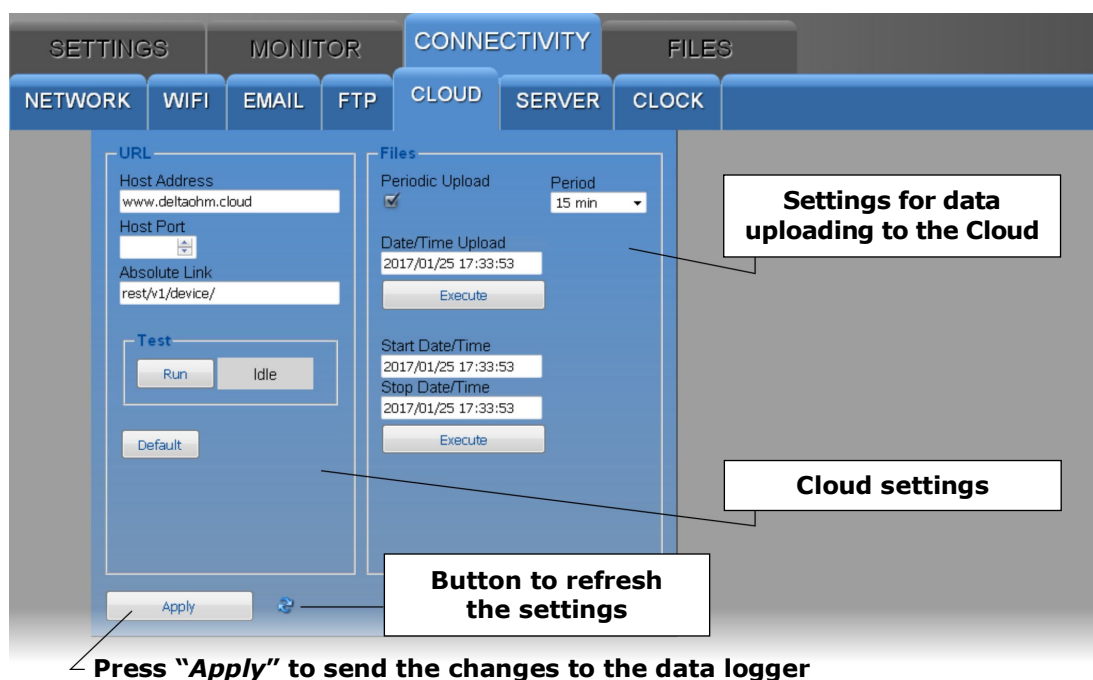 SETTINGS MONITOR CONNECTIVITY FILES
NETWORK WIFI EMAIL FTP CLOUD SERVER CLOCK
URL
Host Address
www.deltaohm.cloud
Host Port
Absolute Link
rest/v1/device/
Test
Run Idle
Default
Files
Periodic Upload Period
15 min
Date/Time Upload
2017/01/25 17:33:53
Execute
Start Date/Time
2017/01/25 17:33:53
Stop Date/Time
2017/01/25 17:33:53
Execute
Settings for data
uploading to the Cloud
Cloud settings
Button to refresh
the settings
Apply
Press “Apply” to send the changes to the data logger